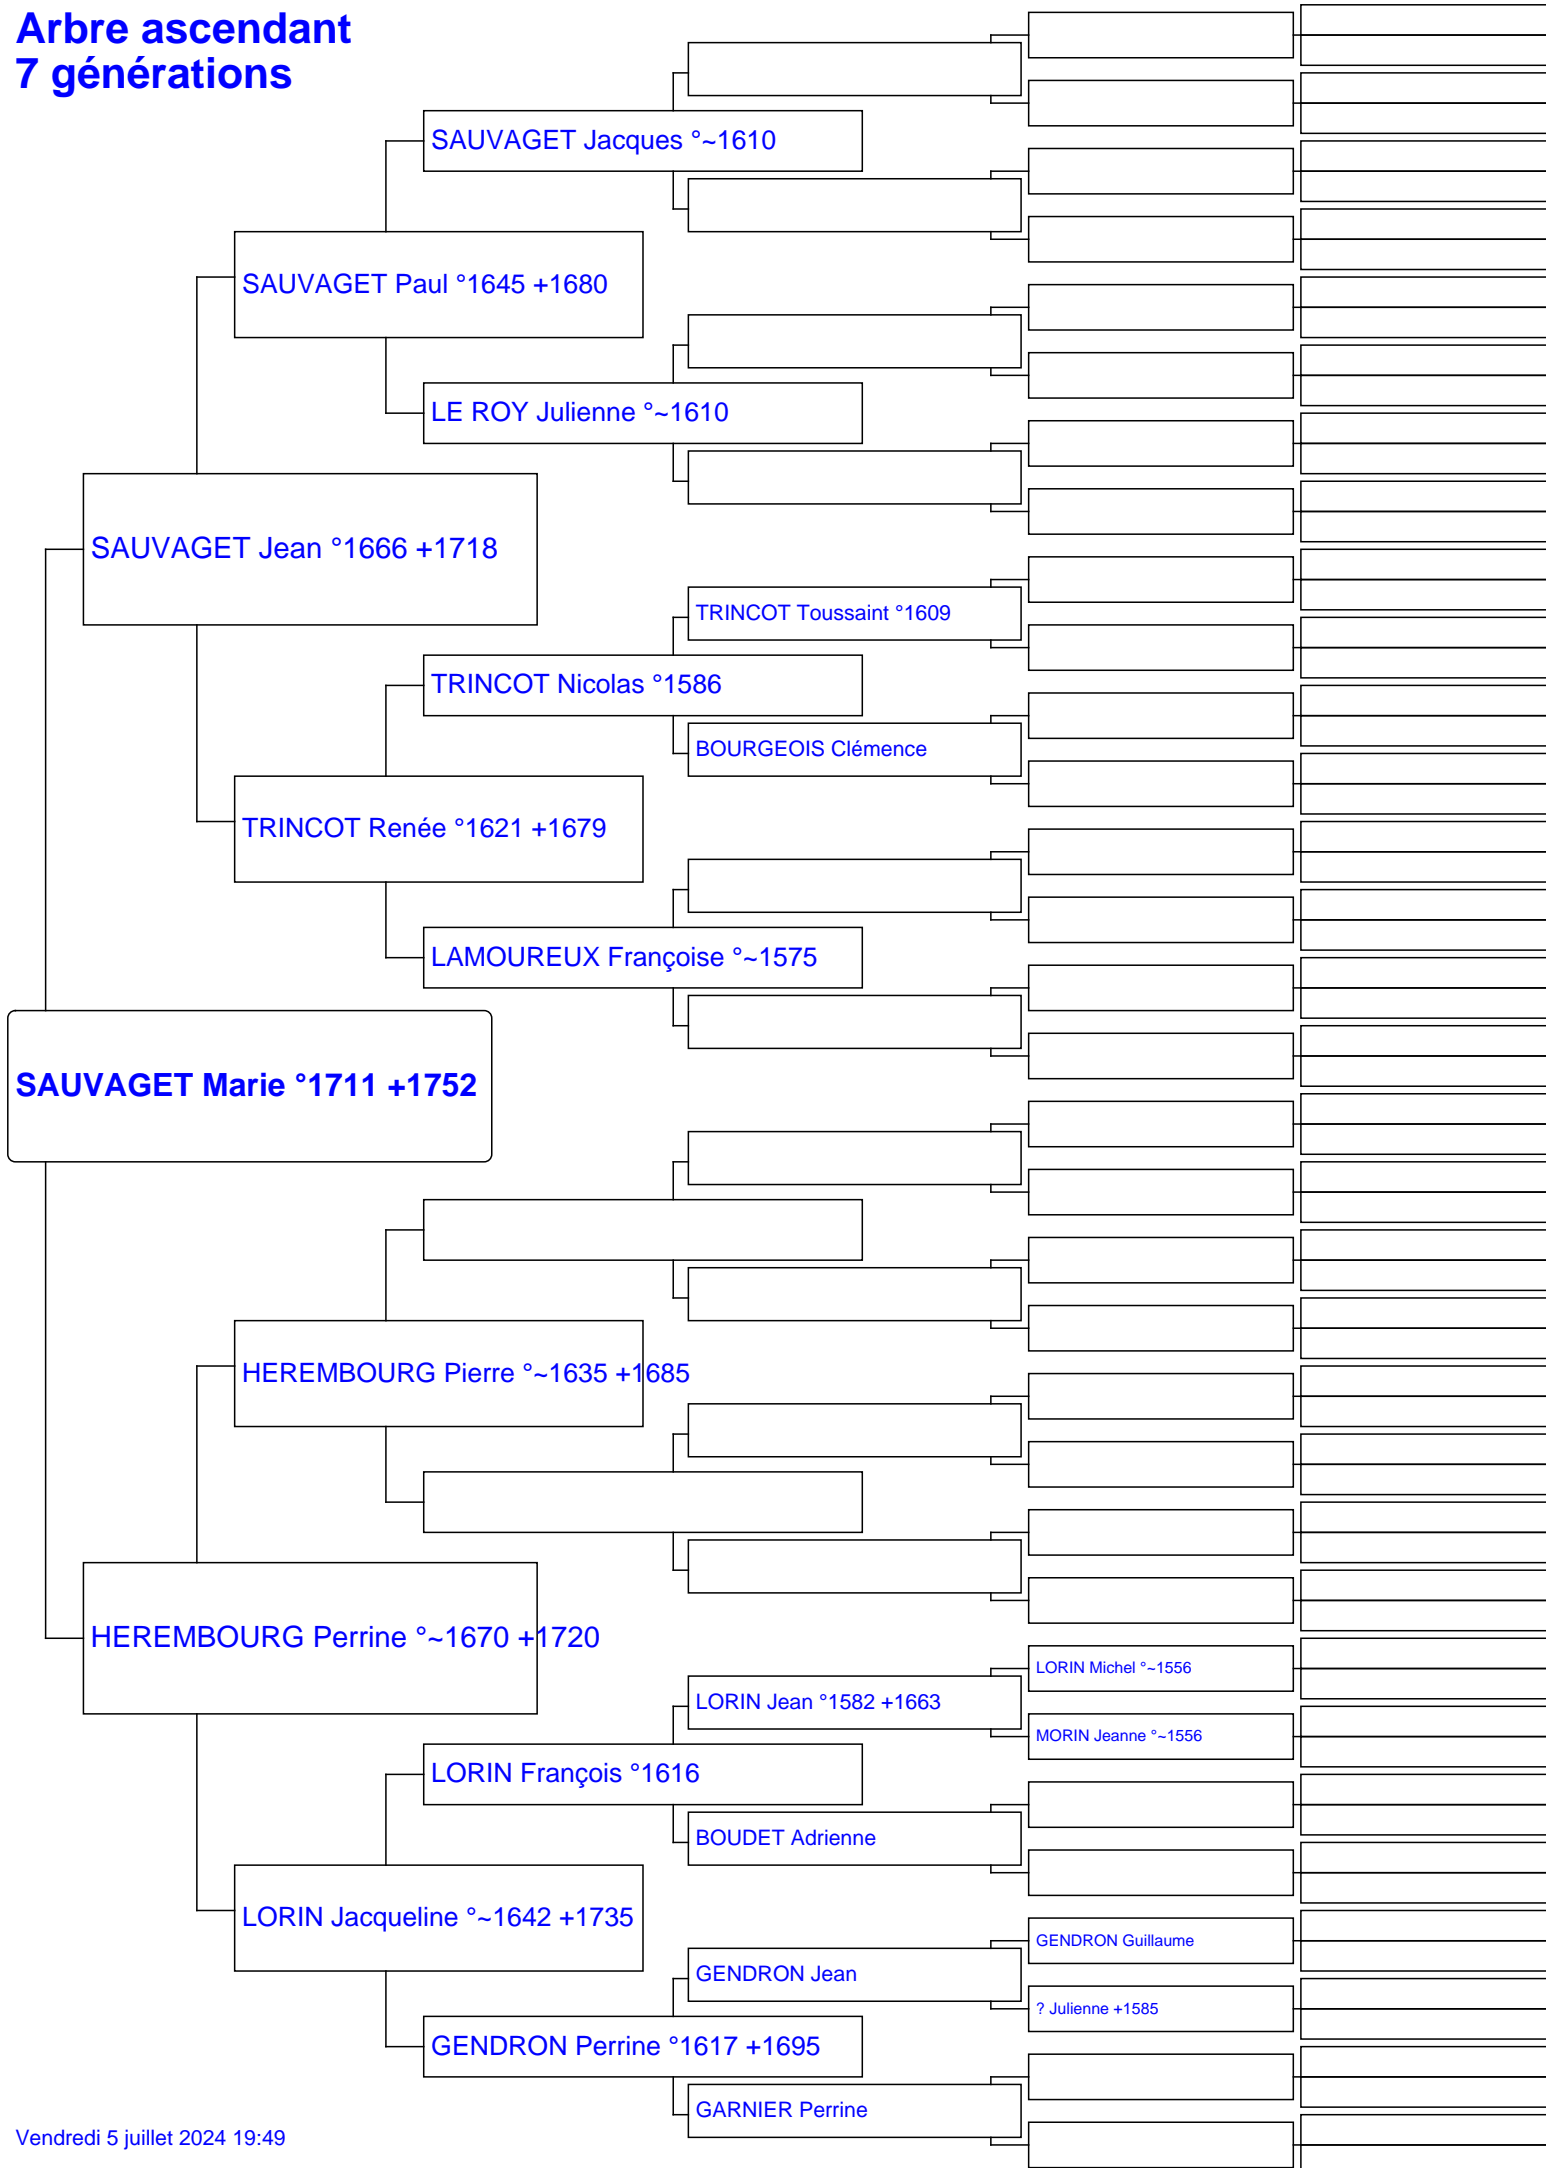 Arbre ascendant
7 générations
SAUVAGET Jacques °~1610
SAUVAGET Paul °1645 +1680
LE ROY Julienne °~1610
SAUVAGET Jean °1666 +1718
TRINCOT Toussaint °1609
TRINCOT Nicolas °1586
BOURGEOIS Clémence
TRINCOT Renée °1621 +1679
LAMOUREUX Françoise °~1575
SAUVAGET Marie °1711 +1752
HEREMBOURG Pierre °~1635 +1685
HEREMBOURG Perrine °~1670 +1720
LORIN Michel °~1556
LORIN Jean °1582 +1663
MORIN Jeanne °~1556
LORIN François °1616
BOUDET Adrienne
LORIN Jacqueline °~1642 +1735
GENDRON Guillaume
GENDRON Jean
? Julienne +1585
GENDRON Perrine °1617 +1695
GARNIER Perrine
Vendredi 5 juillet 2024 19:49